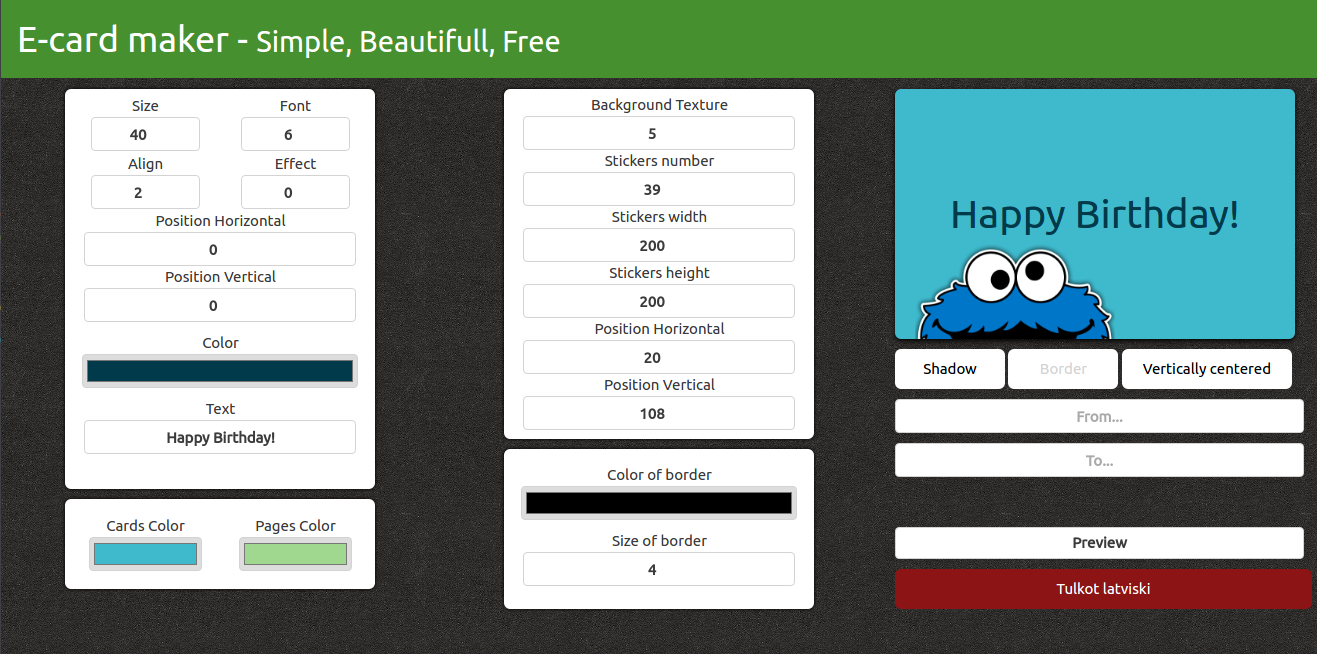 E-card maker - Simple, Beautifull, Free
Size Font
40 6
Align Effect
2 0
Position Horizontal
0
Position Vertical
0
Color
Text
Happy Birthday!
Cards Color Pages Color
Background Texture
5
Stickers number
39
Stickers width
200
Stickers height
200
Position Horizontal
20
Position Vertical
108
Color of border
Size of border
4
Happy Birthday!
Shadow Border Vertically centered
From...
To...
Preview
Tulkot latviski